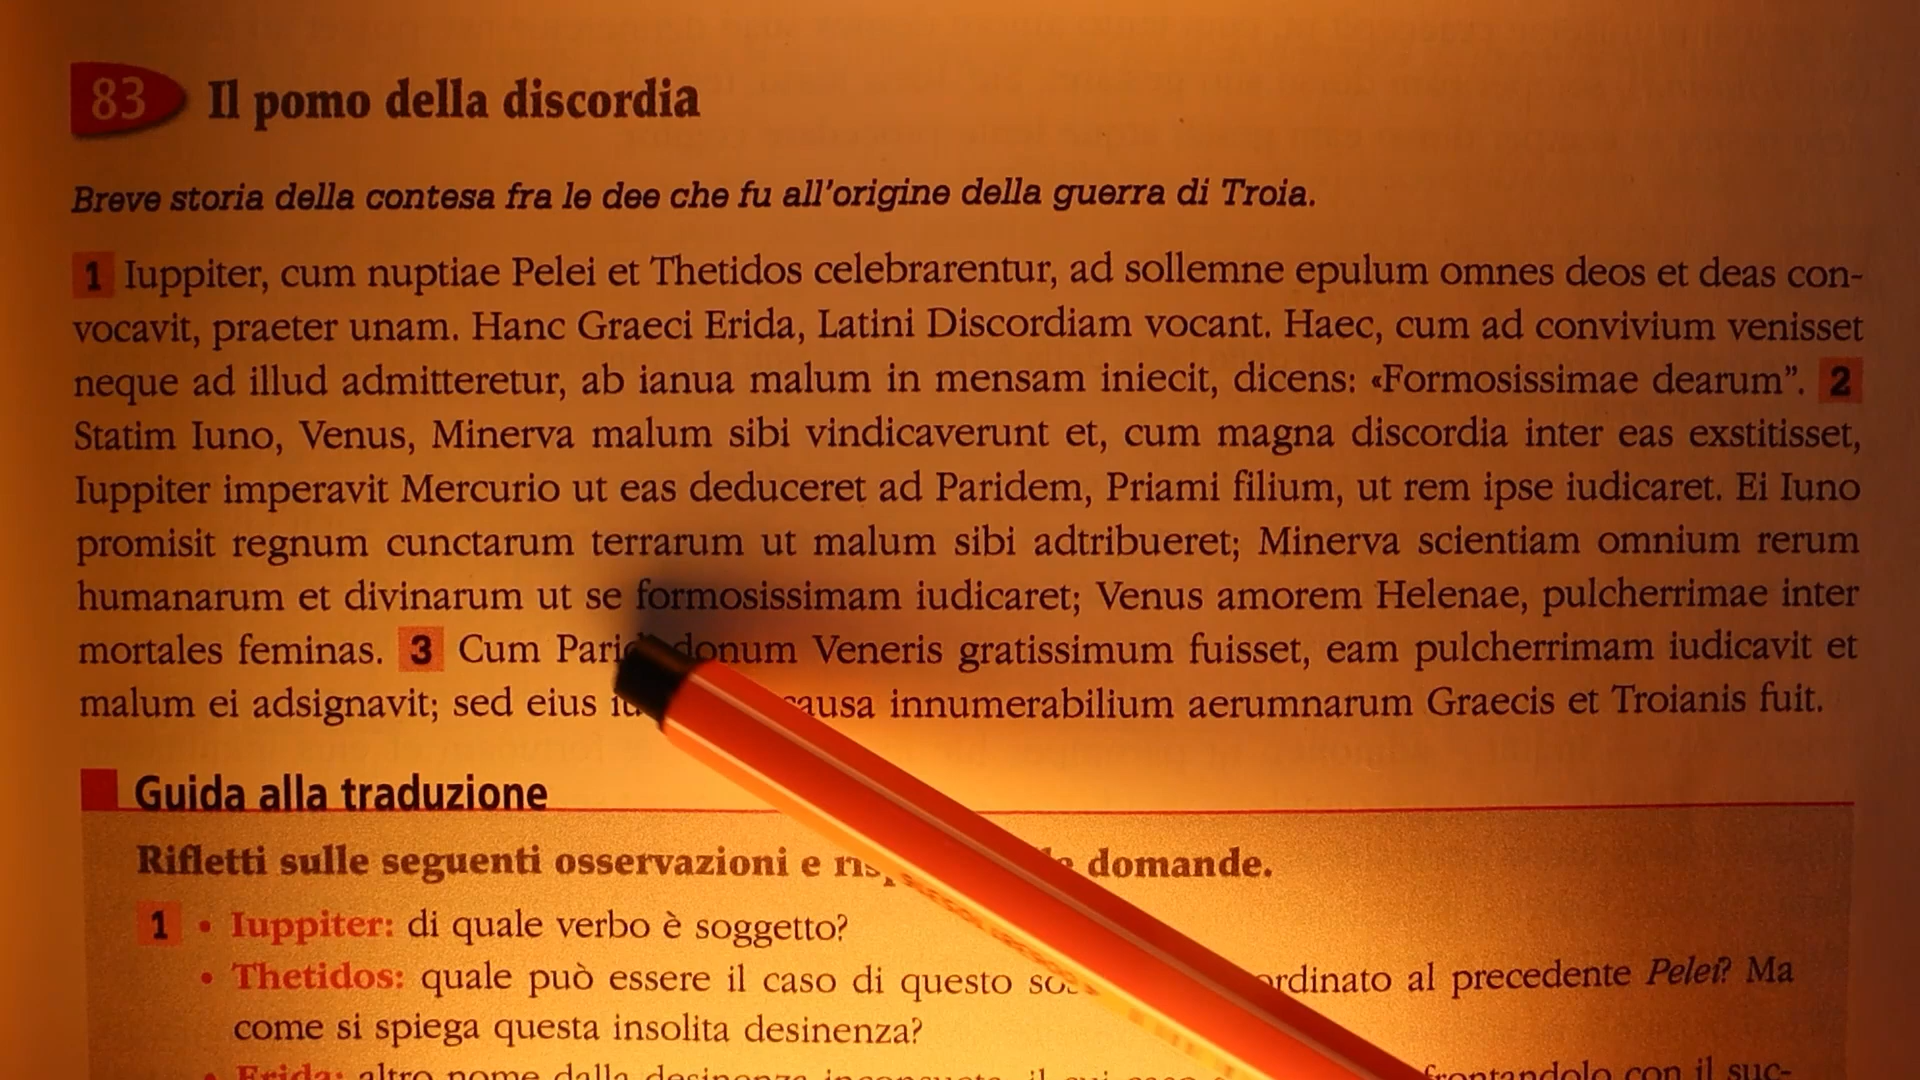 83 Il pomo della discordia
Breve storia della contesa fra le dee che fu all'origine della guerra di Troia.
1 Iuppiter, cum nuptiae Pelei et Thetidos celebrarentur, ad sollemne epulum omnes deos et deas con-
vocavit, praeter unam. Hanc Graeci Erida, Latini Discordiam vocant. Haec, cum ad convivium venisset
neque ad illud admitteretur, ab ianua malum in mensam iniecit, dicens: «Formosissimae dearum”. 2
Statim Iuno, Venus, Minerva malum sibi vindicaverunt et, cum magna discordia inter eas exstitisset,
Iuppiter imperavit Mercurio ut eas deduceret ad Paridem, Priami filium, ut rem ipse iudicaret. Ei Iuno
promisit regnum cunctarum terrarum ut malum sibi adtribueret; Minerva scientiam omnium rerum
humanarum et divinarum ut se formosissimam iudicaret; Venus amorem Helenae, pulcherrimae inter
mortales feminas. 3 Cum donum Veneris gratissimum fuisset, eam pulcherrimam iudicavit et
malum ei adsignavit; sed eius causa innumerabilium aerumnarum Graecis et Troianis fuit.
Guida alla traduzione
Rifletti sulle seguenti osservazioni e domande.
1 • Iuppiter: di quale verbo è soggetto?
• Thetidos: quale può essere il caso di questo al precedente Pelei? Ma
come si spiega questa insolita desinenza?
• Erida: altro nome dalla desinenza il suc-